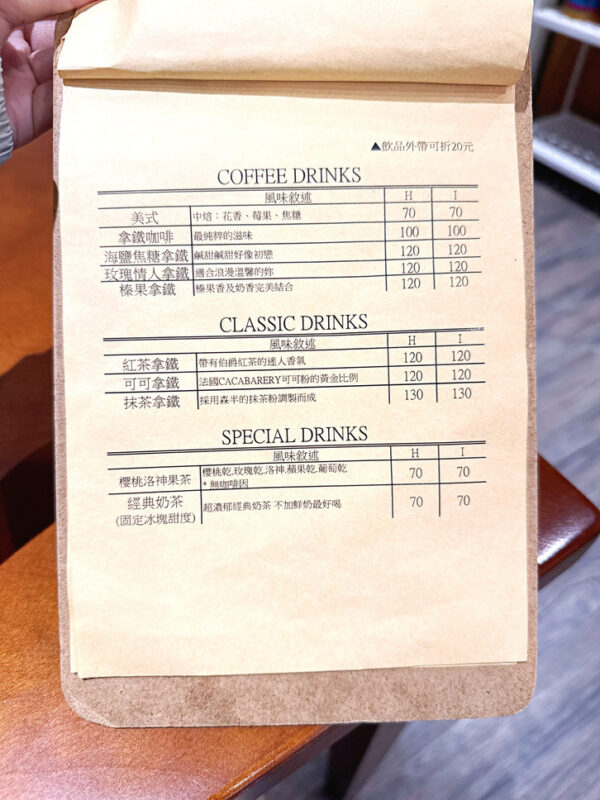 ▲飲品外帶可折20元
COFFEE DRINKS
風味敘述 H I
美式 中焙：花香、莓果、焦糖 70 70
拿鐵咖啡 最純粹的滋味 100 100
海鹽焦糖拿鐵 鹹甜鹹甜好像初戀 120 120
玫瑰情人拿鐵 適合浪漫溫馨的妳 120 120
榛果拿鐵 榛果香及奶香完美結合 120 120
CLASSIC DRINKS
風味敘述 H I
紅茶拿鐵 帶有伯爵紅茶的迷人香氣 120 120
可可拿鐵 法國CACABARERY可可粉的黃金比例 120 120
抹茶拿鐵 採用森半的抹茶粉調製而成 130 130
SPECIAL DRINKS
風味敘述 H I
櫻桃洛神果茶 櫻桃乾.玫瑰乾.洛神.蘋果乾.葡萄乾 70 70
* 無咖啡因
經典奶茶 超濃郁經典奶茶 不加鮮奶最好喝 70 70
(固定冰塊甜度)